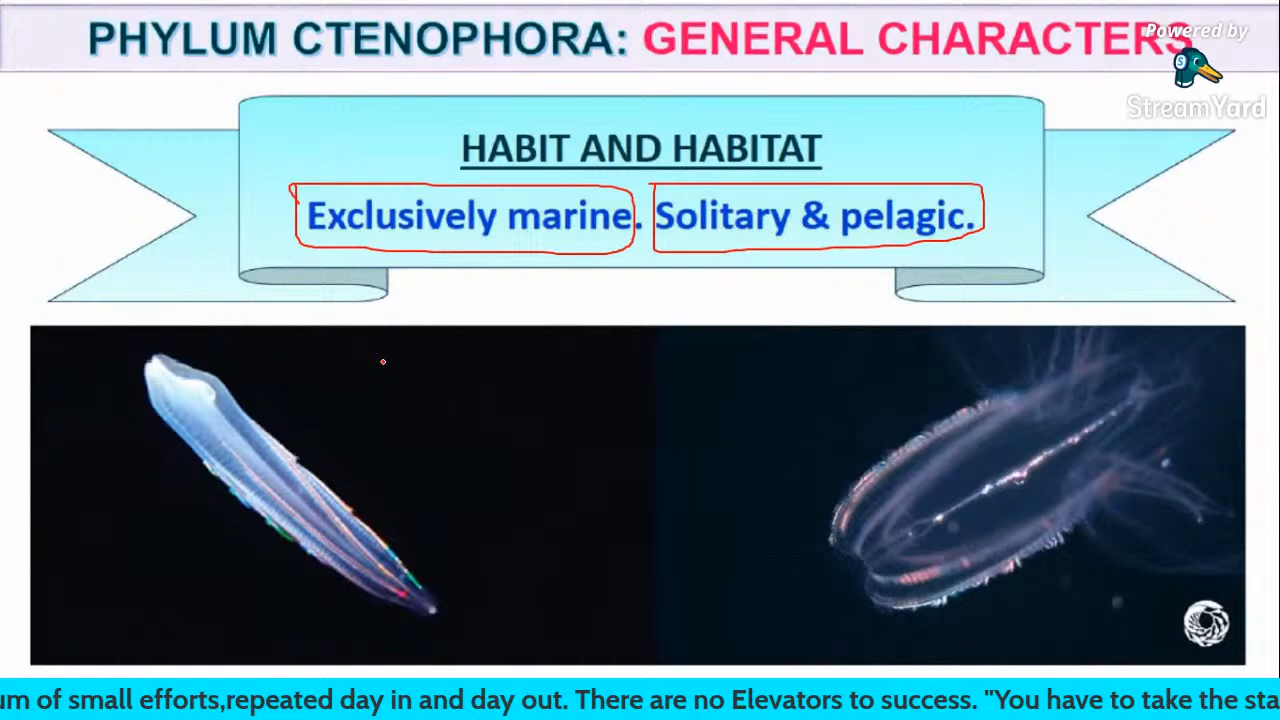 PHYLUM CTENOPHORA: GENERAL CHARACTERS
Powered by
S
StreamYard
HABIT AND HABITAT
Exclusively marine. Solitary & pelagic.
um of small efforts,repeated day in and day out. There are no Elevators to success. "You have to take the sta